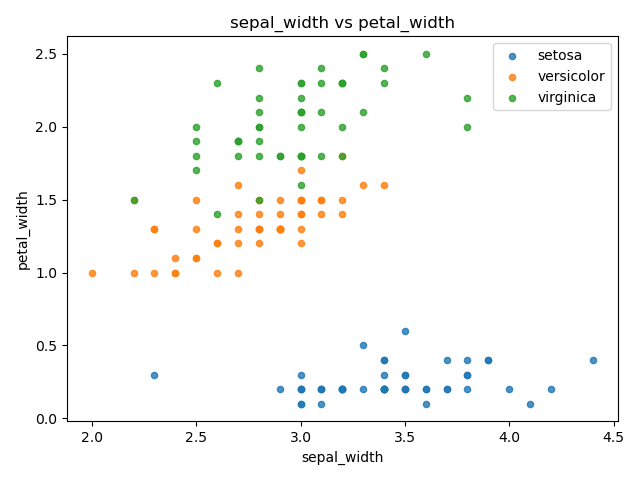 sepal_width vs petal_width
setosa
versicolor
virginica
petal_width
2.5
2.0
1.5
1.0
0.5
0.0
2.0 2.5 3.0 3.5 4.0 4.5
sepal_width